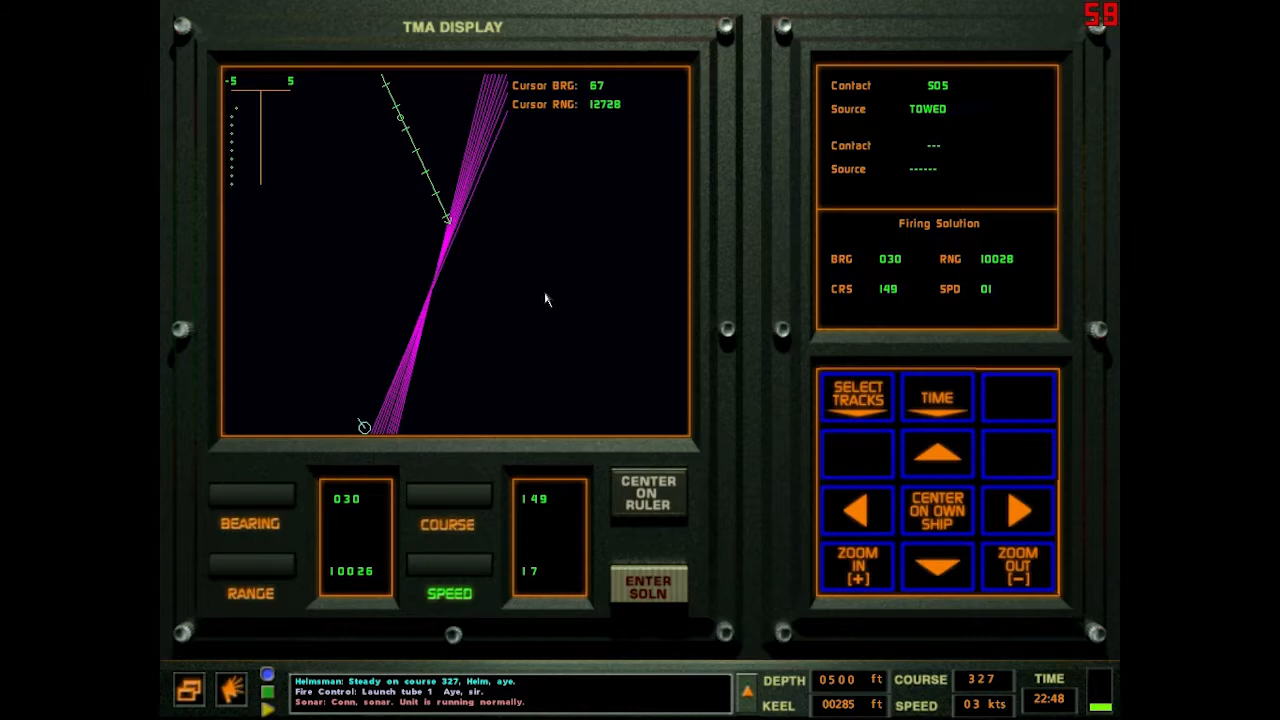 TMA DISPLAY
59
-5 5
Cursor BRG: 67
Cursor RNG: 12728
Contact S05
Source TOWED
Contact ---
Source ------
Firing Solution
BRG 030 RNG 10028
CRS 149 SPD 01
SELECT TRACKS
TIME
CENTER ON OWN SHIP
ZOOM IN [+]
ZOOM OUT [-]
BEARING
030
COURSE
149
CENTER ON RULER
RANGE
10026
SPEED
17
ENTER SOLN
Helmsman: Steady on course 327, Helm, aye.
Fire Control: Launch tube 1 Aye, sir.
Sonar: Conn, sonar. Unit is running normally.
DEPTH 0500 ft COURSE 327 TIME
KEEL 00285 ft SPEED 03 kts 22:48